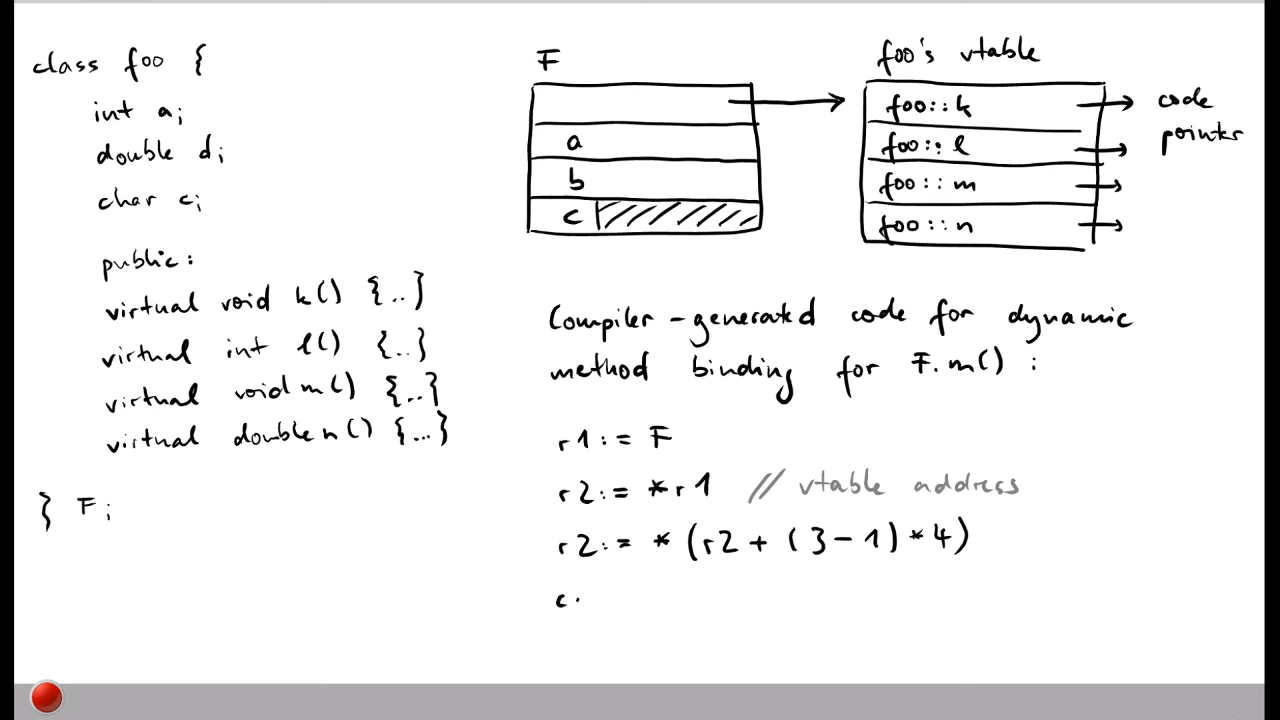 class foo {
int a;
double d;
char c;
public:
virtual void k() {..}
virtual int l() {..}
virtual void m() {..}
virtual double n() {...}
} F;
F
a
b
c
foo's vtable
foo::k
foo::l
foo::m
foo::n
code
pointer
Compiler-generated code for dynamic
method binding for F.m() :
r1:= F
r2:= *r1 // vtable address
r2:= *(r2 + (3-1)*4)
c.